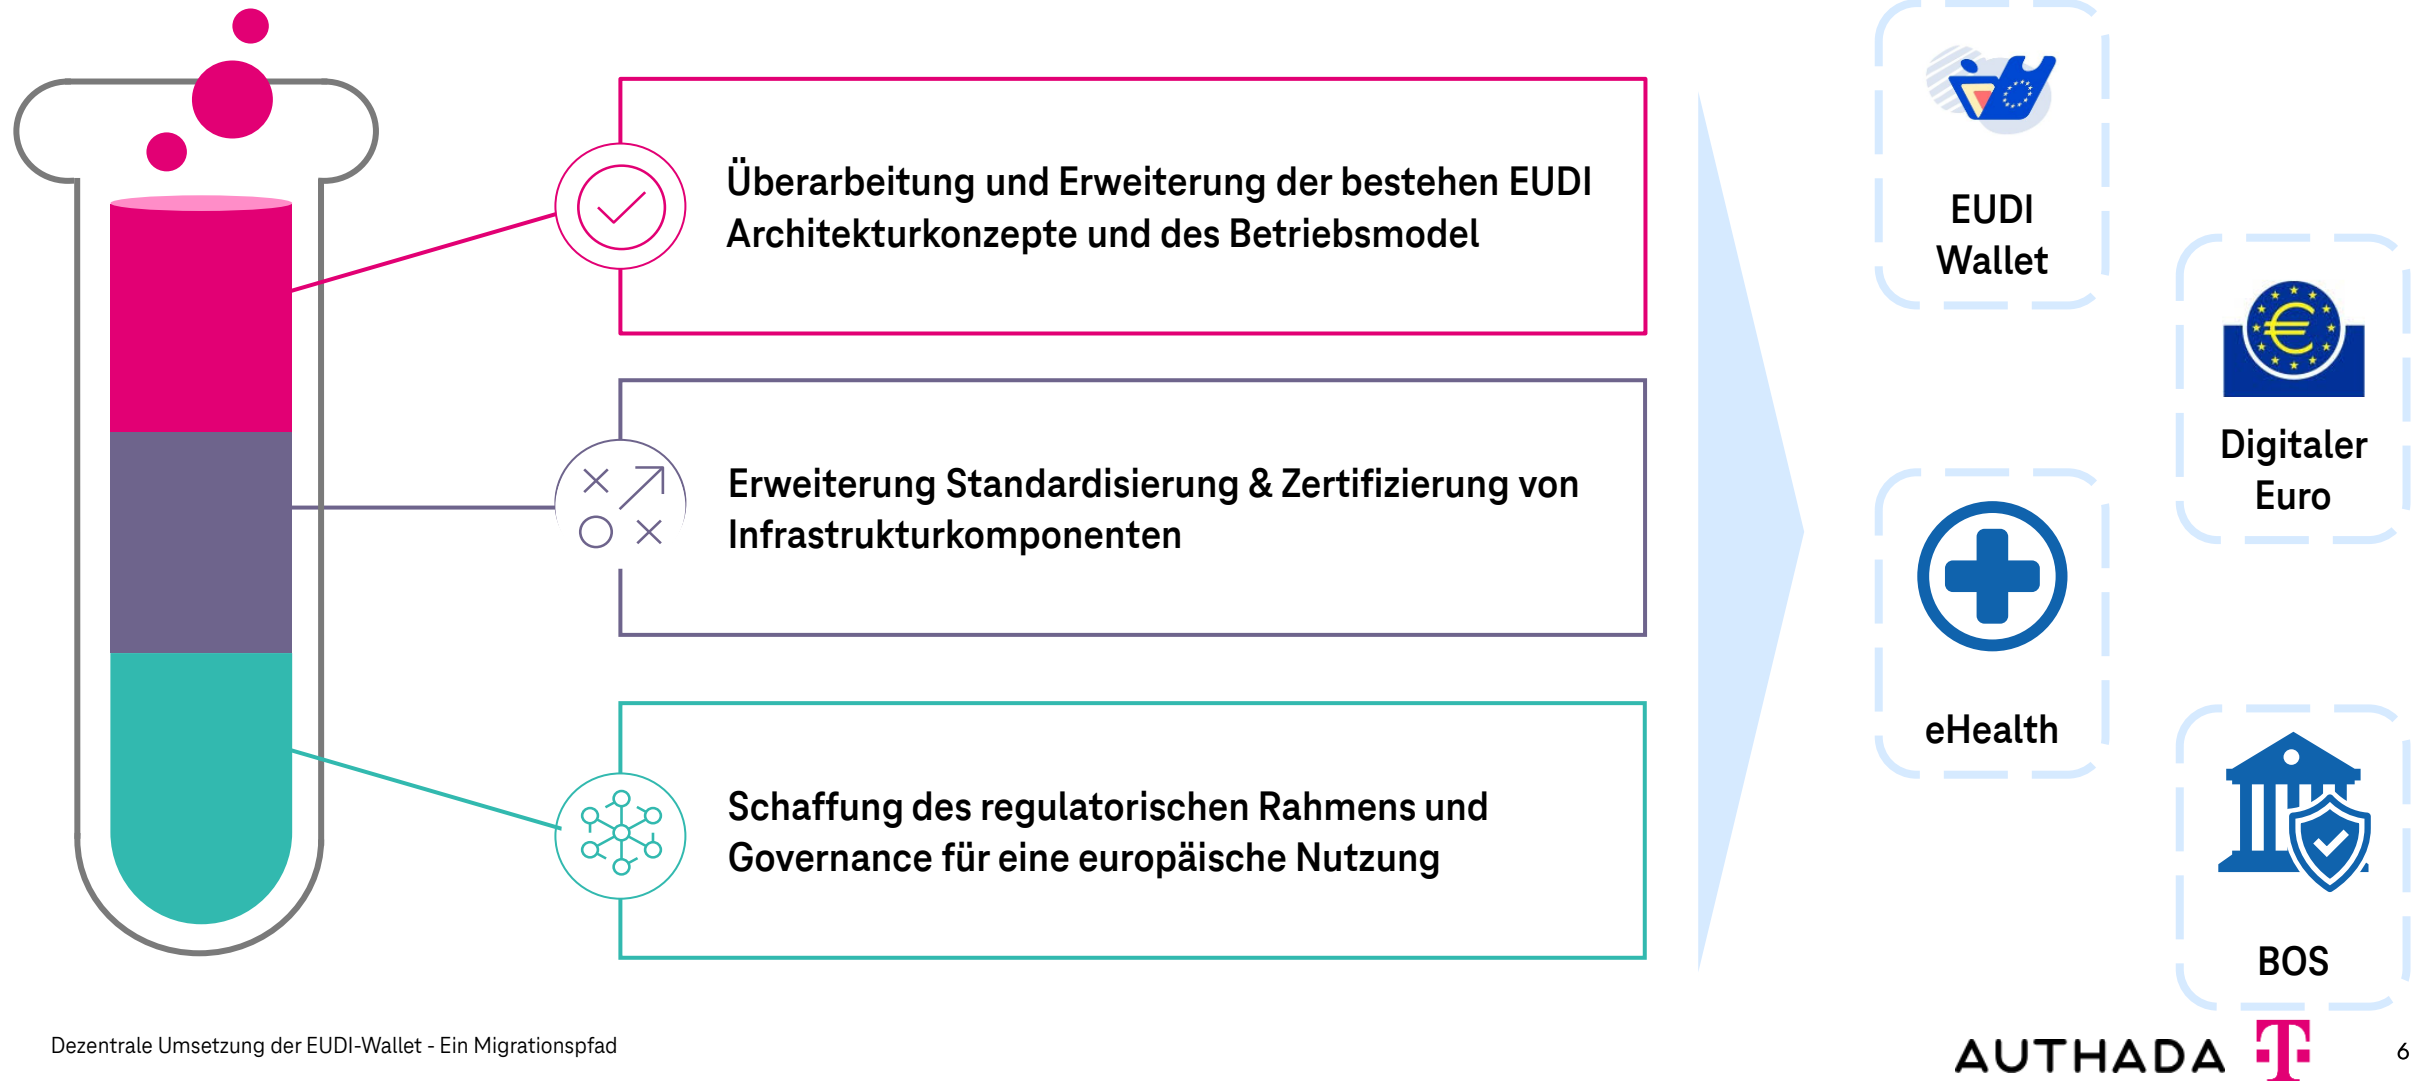 Überarbeitung und Erweiterung der bestehen EUDI
Architekturkonzepte und des Betriebsmodel
Erweiterung Standardisierung & Zertifizierung von
Infrastrukturkomponenten
Schaffung des regulatorischen Rahmens und
Governance für eine europäische Nutzung
EUDI
Wallet
Digitaler
Euro
eHealth
BOS
Dezentrale Umsetzung der EUDI-Wallet - Ein Migrationspfad
AUTHADA
T
6